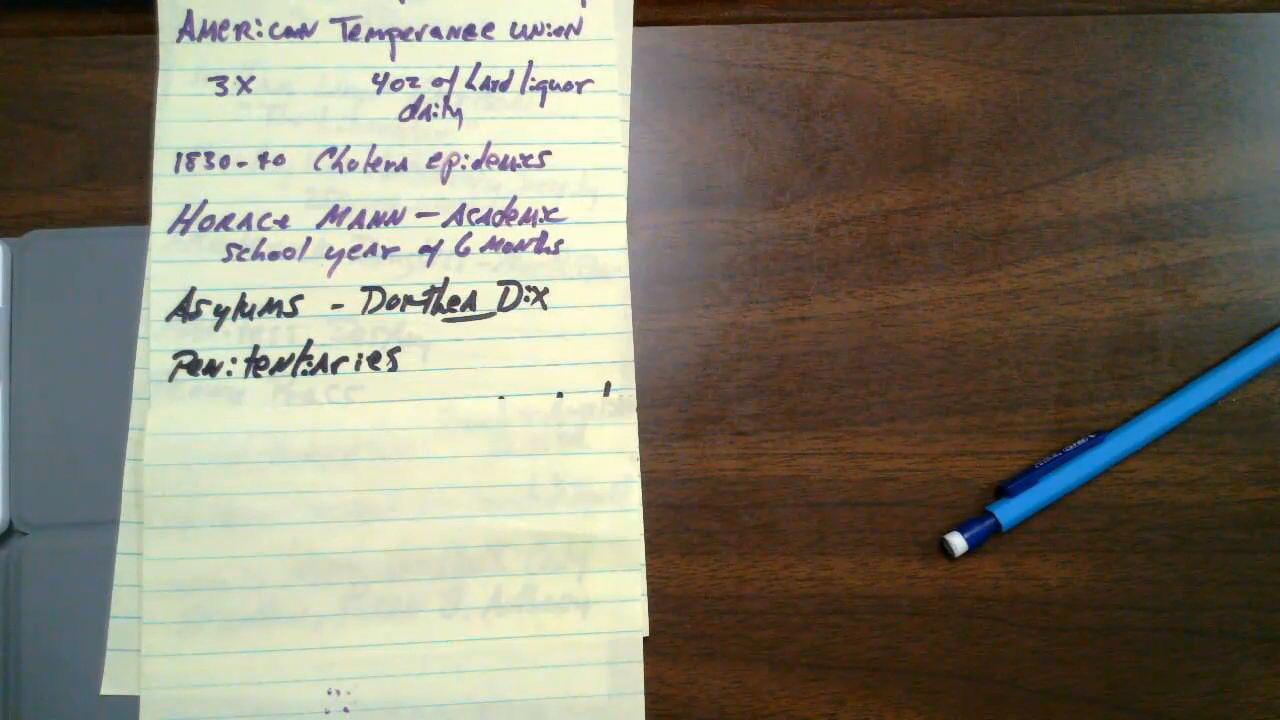 American Temperance Union
3X 4oz of hard liquor
daily
1830-40 Cholera epidemics
Horace Mann - Academic
School year of 6 months
Asylums - Dorthea Dix
Penitentiaries